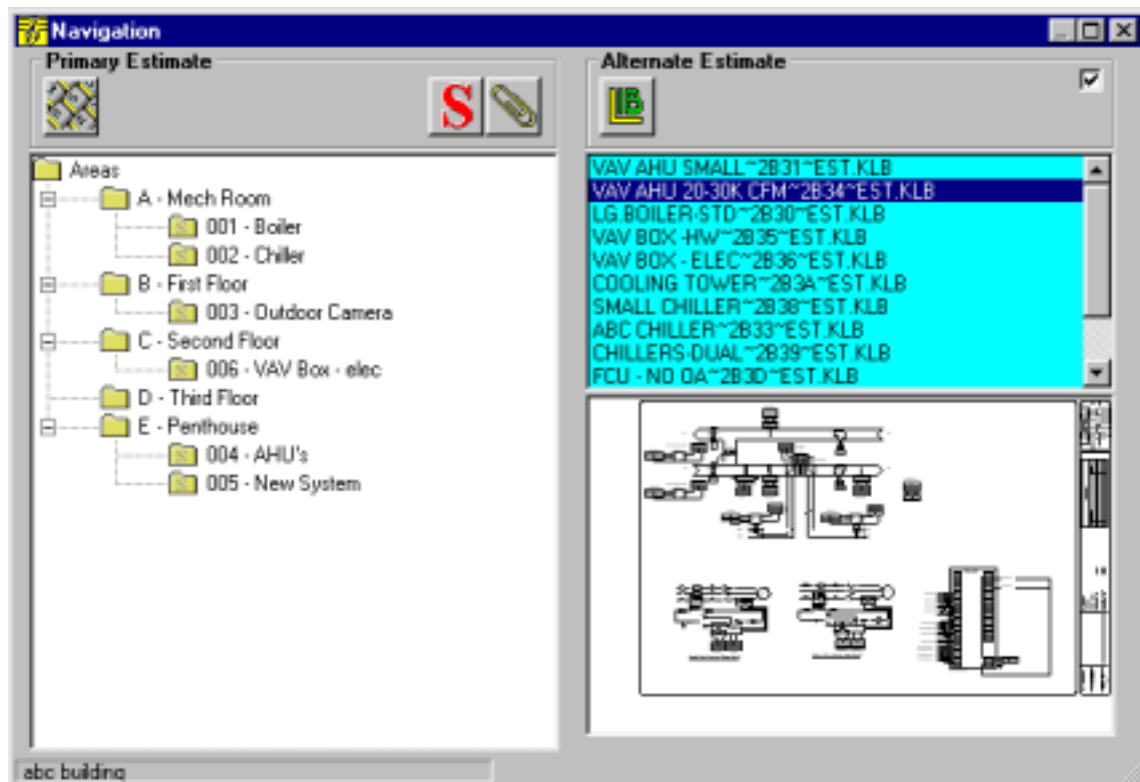 Navigation
Primary Estimate
S
Areas
A - Mech Room
001 - Boiler
002 - Chiller
B - First Floor
003 - Outdoor Camera
C - Second Floor
006 - VAV Box - elec
D - Third Floor
E - Penthouse
004 - AHU's
005 - New System
Alternate Estimate
LB
VAV AHU SMALL~2B31~EST.KLB
VAV AHU 20-30K CFM~2B34~EST.KLB
LG.BOILER-STD~2B30~EST.KLB
VAV BOX -HW~2B35~EST.KLB
VAV BOX - ELEC~2B36~EST.KLB
COOLING TOWER~2B3A~EST.KLB
SMALL CHILLER~2B38~EST.KLB
ABC CHILLER~2B33~EST.KLB
CHILLERS-DUAL~2B39~EST.KLB
FCU - NO OA~2B3D~EST.KLB
abc building